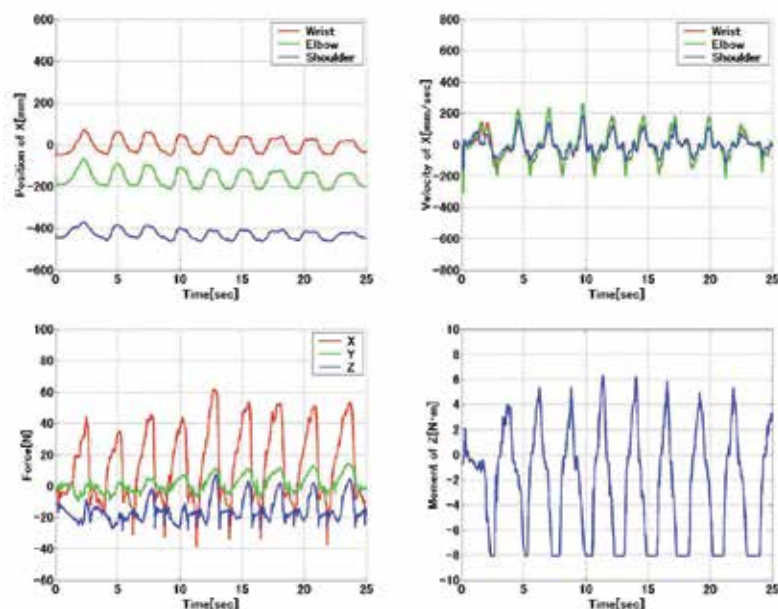 600
400
200
0
-200
-400
-600
0 5 10 15 20 25
Position of X[mm]
Time[sec]
Wrist
Elbow
Shoulder
800
600
400
200
0
-200
-400
-600
-800
0 5 10 15 20 25
Velocity of X[mm/sec]
Time[sec]
Wrist
Elbow
Shoulder
100
80
60
40
20
0
-20
-40
-60
0 5 10 15 20 25
Force[N]
Time[sec]
X
Y
Z
10
8
6
4
2
0
-2
-4
-6
-8
-10
0 5 10 15 20 25
Moment of Z[N·m]
Time[sec]